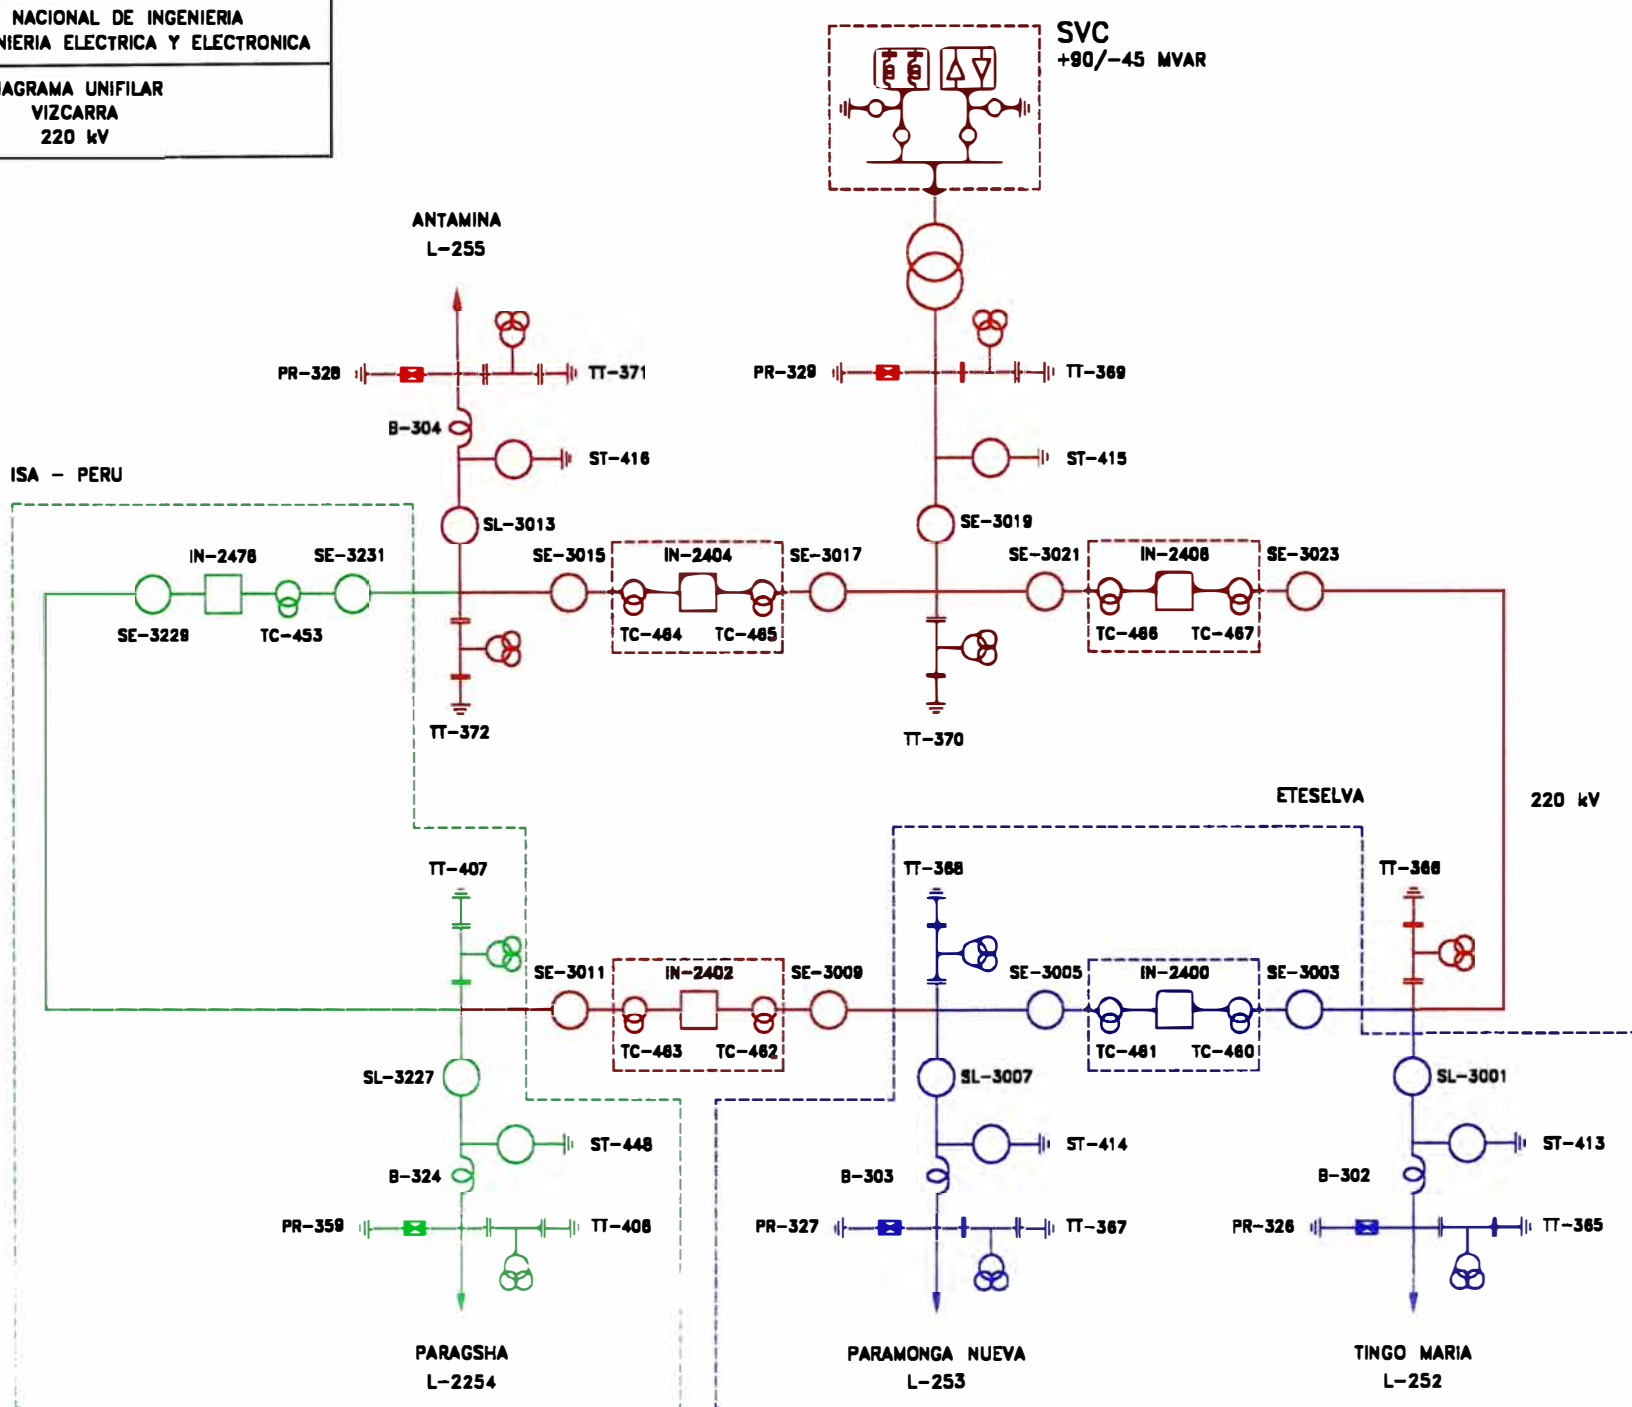 NACIONAL DE INGENIERIA
NIERIA ELECTRICA Y ELECTRONICA
IAGRAMA UNIFILAR
VIZCARRA
220 kV
SVC
+90/-45 MVAR
ANTAMINA
L-255
PR-328
TT-371
PR-329
TT-369
B-304
ST-416
ST-415
ISA - PERU
SL-3013
SE-3019
IN-2476
SE-3231
SE-3015
IN-2404
SE-3017
SE-3021
IN-2406
SE-3023
SE-3229
TC-453
TC-464
TC-465
TC-466
TC-467
TT-372
TT-370
ETESELVA
220 kV
TT-407
TT-368
TT-366
SE-3011
IN-2402
SE-3009
SE-3005
IN-2400
SE-3003
TC-463
TC-462
TC-461
TC-460
SL-3227
SL-3007
SL-3001
ST-448
ST-414
ST-413
B-324
B-303
B-302
PR-359
TT-406
PR-327
TT-367
PR-326
TT-365
PARAGSHA
L-2254
PARAMONGA NUEVA
L-253
TINGO MARIA
L-252